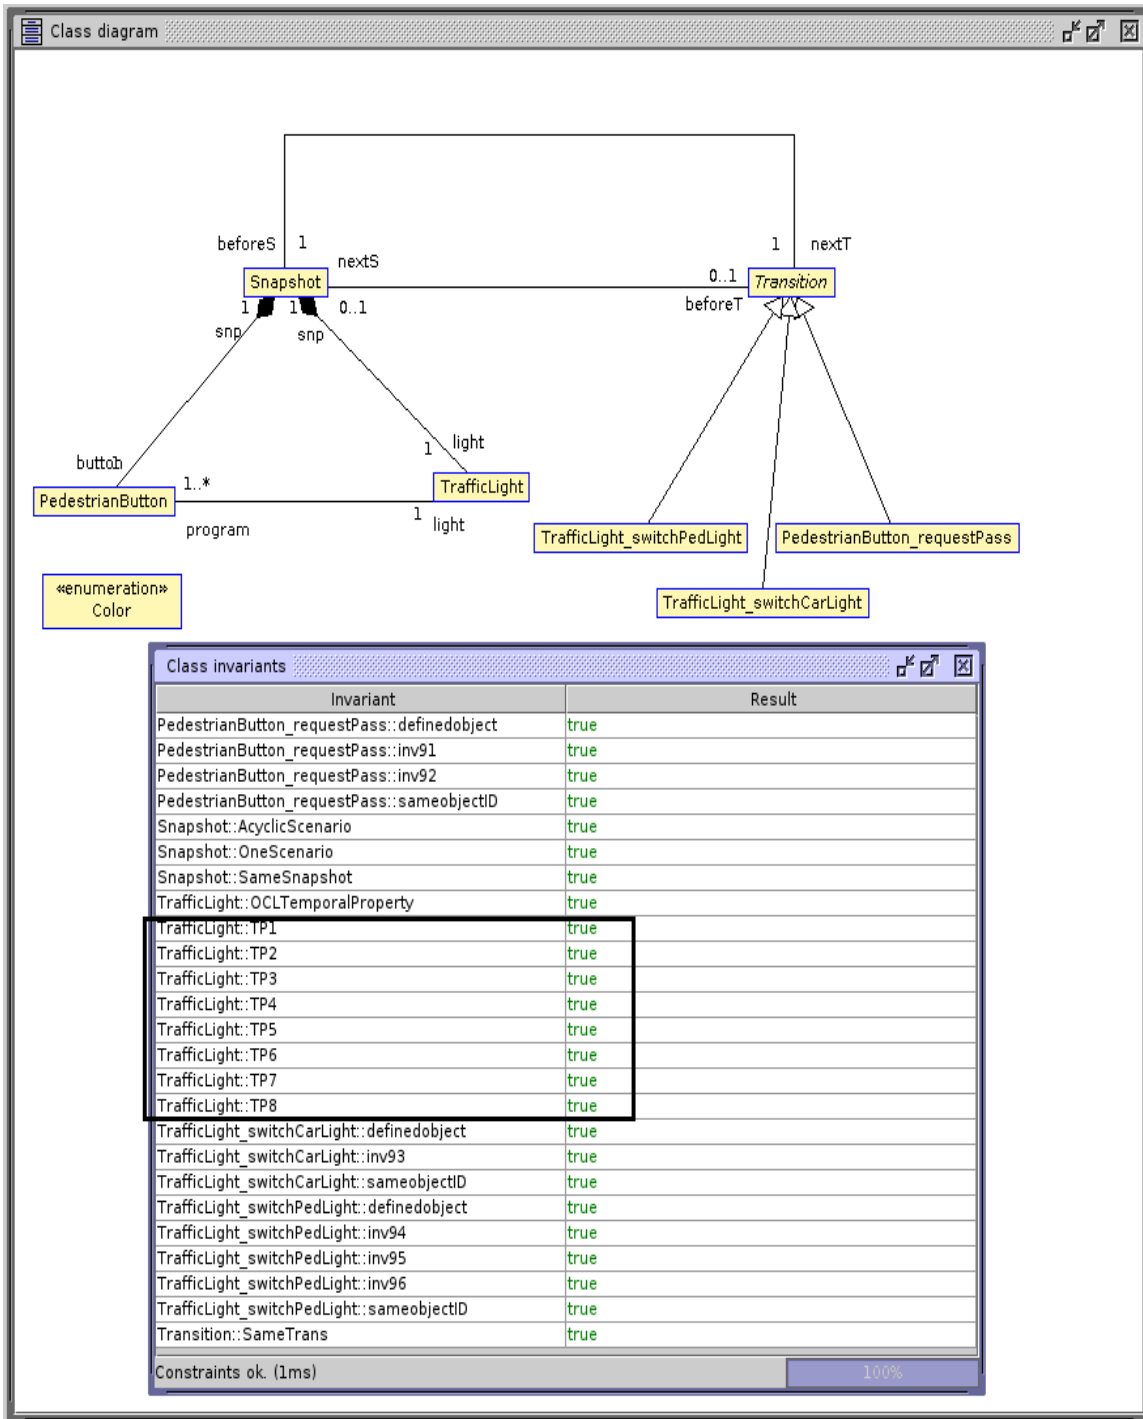 Class diagram
beforeS 1
1 nextT
nextS
0..1
Snapshot
Transition
1 1 0..1
beforeT
snp
snp
light
1
button
1..*
PedestrianButton
TrafficLight
1 light
program
TrafficLight_switchPedLight
PedestrianButton_requestPass
«enumeration»
Color
TrafficLight_switchCarLight
Class invariants
Invariant Result
PedestrianButton_requestPass::definedobject true
PedestrianButton_requestPass::inv91 true
PedestrianButton_requestPass::inv92 true
PedestrianButton_requestPass::sameobjectID true
Snapshot::AcyclicScenario true
Snapshot::OneScenario true
Snapshot::SameSnapshot true
TrafficLight::OCLTemporalProperty true
TrafficLight::TP1 true
TrafficLight::TP2 true
TrafficLight::TP3 true
TrafficLight::TP4 true
TrafficLight::TP5 true
TrafficLight::TP6 true
TrafficLight::TP7 true
TrafficLight::TP8 true
TrafficLight_switchCarLight::definedobject true
TrafficLight_switchCarLight::inv93 true
TrafficLight_switchCarLight::sameobjectID true
TrafficLight_switchPedLight::definedobject true
TrafficLight_switchPedLight::inv94 true
TrafficLight_switchPedLight::inv95 true
TrafficLight_switchPedLight::inv96 true
TrafficLight_switchPedLight::sameobjectID true
Transition::SameTrans true
Constraints ok. (1ms) 100%